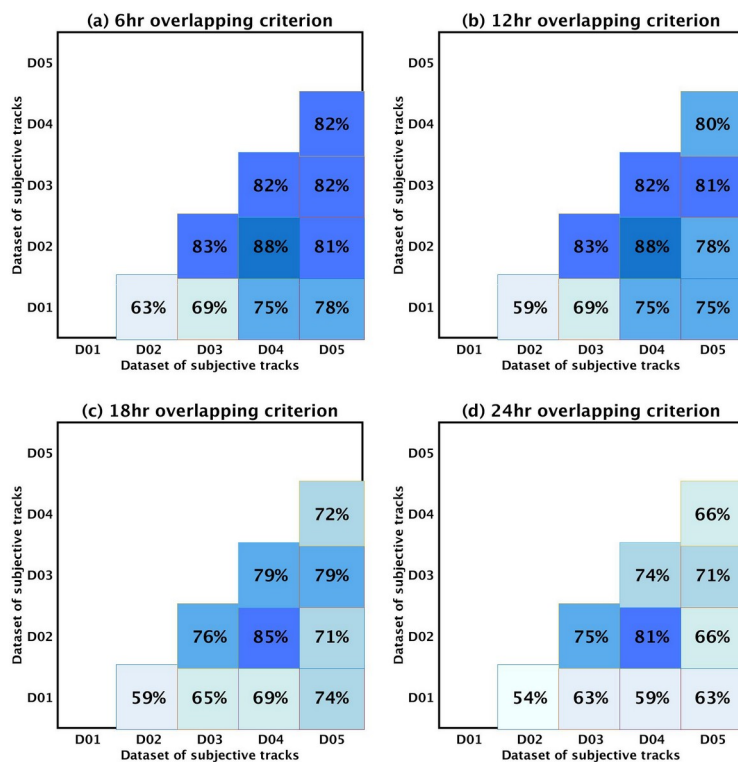 (a) 6hr overlapping criterion
D05
D04 82%
D03 82% 82%
D02 83% 88% 81%
D01 63% 69% 75% 78%
D01 D02 D03 D04 D05
Dataset of subjective tracks
Dataset of subjective tracks
(b) 12hr overlapping criterion
D05
D04 80%
D03 82% 81%
D02 83% 88% 78%
D01 59% 69% 75% 75%
D01 D02 D03 D04 D05
Dataset of subjective tracks
Dataset of subjective tracks
(c) 18hr overlapping criterion
D05
D04 72%
D03 79% 79%
D02 76% 85% 71%
D01 59% 65% 69% 74%
D01 D02 D03 D04 D05
Dataset of subjective tracks
Dataset of subjective tracks
(d) 24hr overlapping criterion
D05
D04 66%
D03 74% 71%
D02 75% 81% 66%
D01 54% 63% 59% 63%
D01 D02 D03 D04 D05
Dataset of subjective tracks
Dataset of subjective tracks